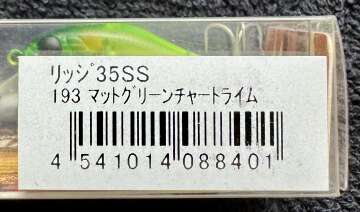 ﾘｯｼﾞ35SS
193 ﾏｯﾄｸﾞﾘｰﾝﾁｬｰﾄﾗｲﾑ
4 541014 088401